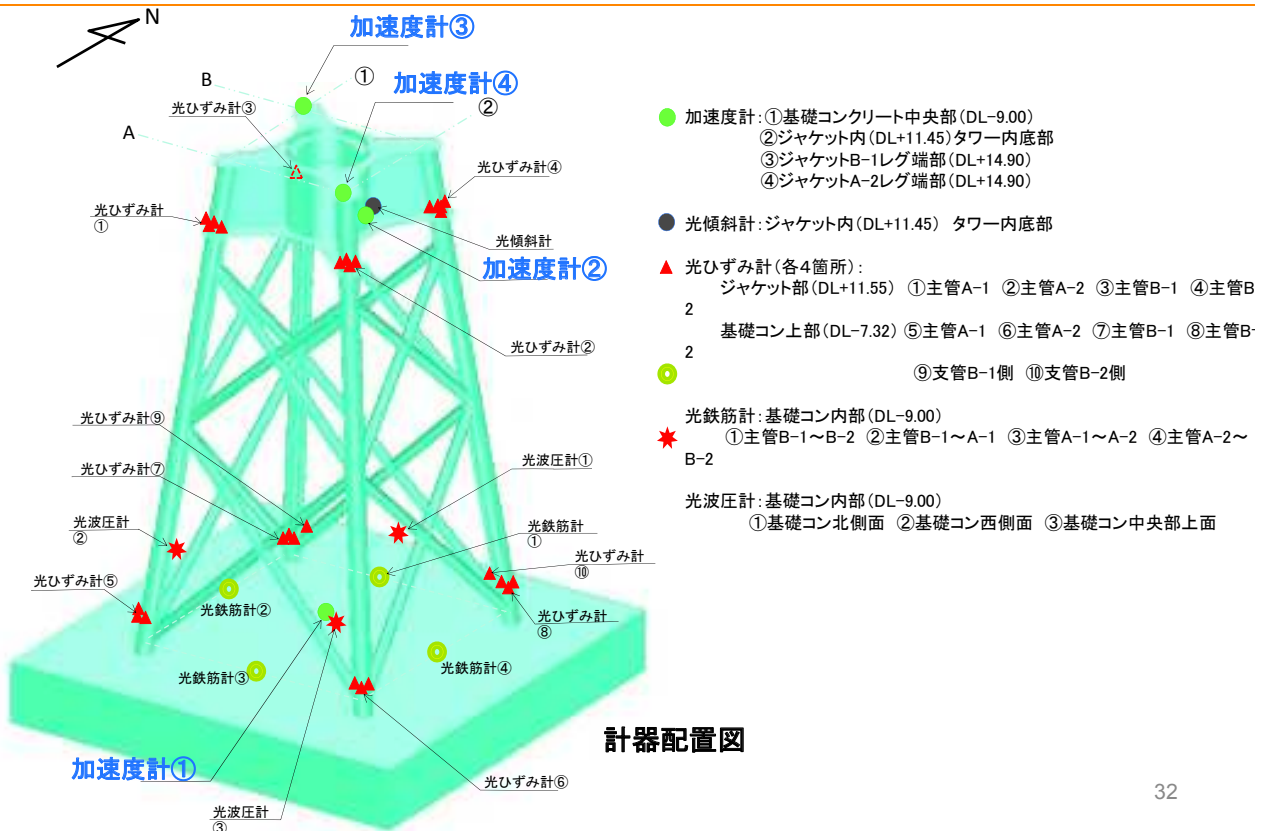 N
加速度計③
B
①
加速度計④
光ひずみ計③
②
A
光ひずみ計④
光ひずみ計
①
光傾斜計
加速度計②
光ひずみ計②
光ひずみ計⑨
光ひずみ計⑦
光波圧計①
光波圧計
②
光鉄筋計
①
光ひずみ計
⑩
光ひずみ計⑤
光鉄筋計②
光ひずみ計
⑧
光鉄筋計④
光鉄筋計③
計器配置図
加速度計①
光ひずみ計⑥
光波圧計
③
加速度計：①基礎コンクリート中央部（DL-9.00）
②ジャケット内（DL+11.45）タワー内底部
③ジャケットB-1レグ端部（DL+14.90）
④ジャケットA-2レグ端部（DL+14.90）
光傾斜計：ジャケット内（DL+11.45） タワー内底部
光ひずみ計（各4箇所）：
ジャケット部（DL+11.55） ①主管A-1 ②主管A-2 ③主管B-1 ④主管B
2
基礎コン上部（DL-7.32） ⑤主管A-1 ⑥主管A-2 ⑦主管B-1 ⑧主管B-
2
⑨支管B-1側 ⑩支管B-2側
光鉄筋計：基礎コン内部（DL-9.00）
①主管B-1～B-2 ②主管B-1～A-1 ③主管A-1～A-2 ④主管A-2～
B-2
光波圧計：基礎コン内部（DL-9.00）
①基礎コン北側面 ②基礎コン西側面 ③基礎コン中央部上面
32